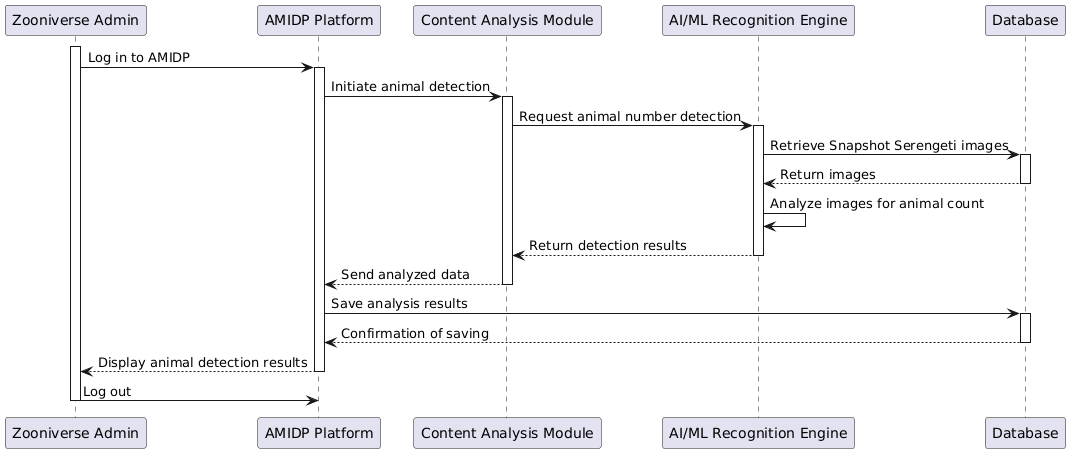 Zooniverse Admin
AMIDP Platform
Content Analysis Module
AI/ML Recognition Engine
Database
Log in to AMIDP
Initiate animal detection
Request animal number detection
Retrieve Snapshot Serengeti images
Return images
Analyze images for animal count
Return detection results
Send analyzed data
Save analysis results
Confirmation of saving
Display animal detection results
Log out
Zooniverse Admin
AMIDP Platform
Content Analysis Module
AI/ML Recognition Engine
Database